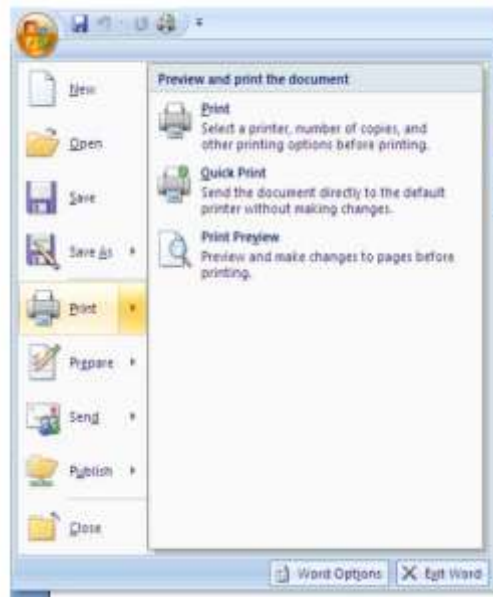 Preview and print the document
New
Open
Save
Save As
Print
Prepare
Send
Publish
Close
Print
Select a printer, number of copies, and
other printing options before printing.
Quick Print
Send the document directly to the default
printer without making changes.
Print Preview
Preview and make changes to pages before
printing.
Word Options
Exit Word